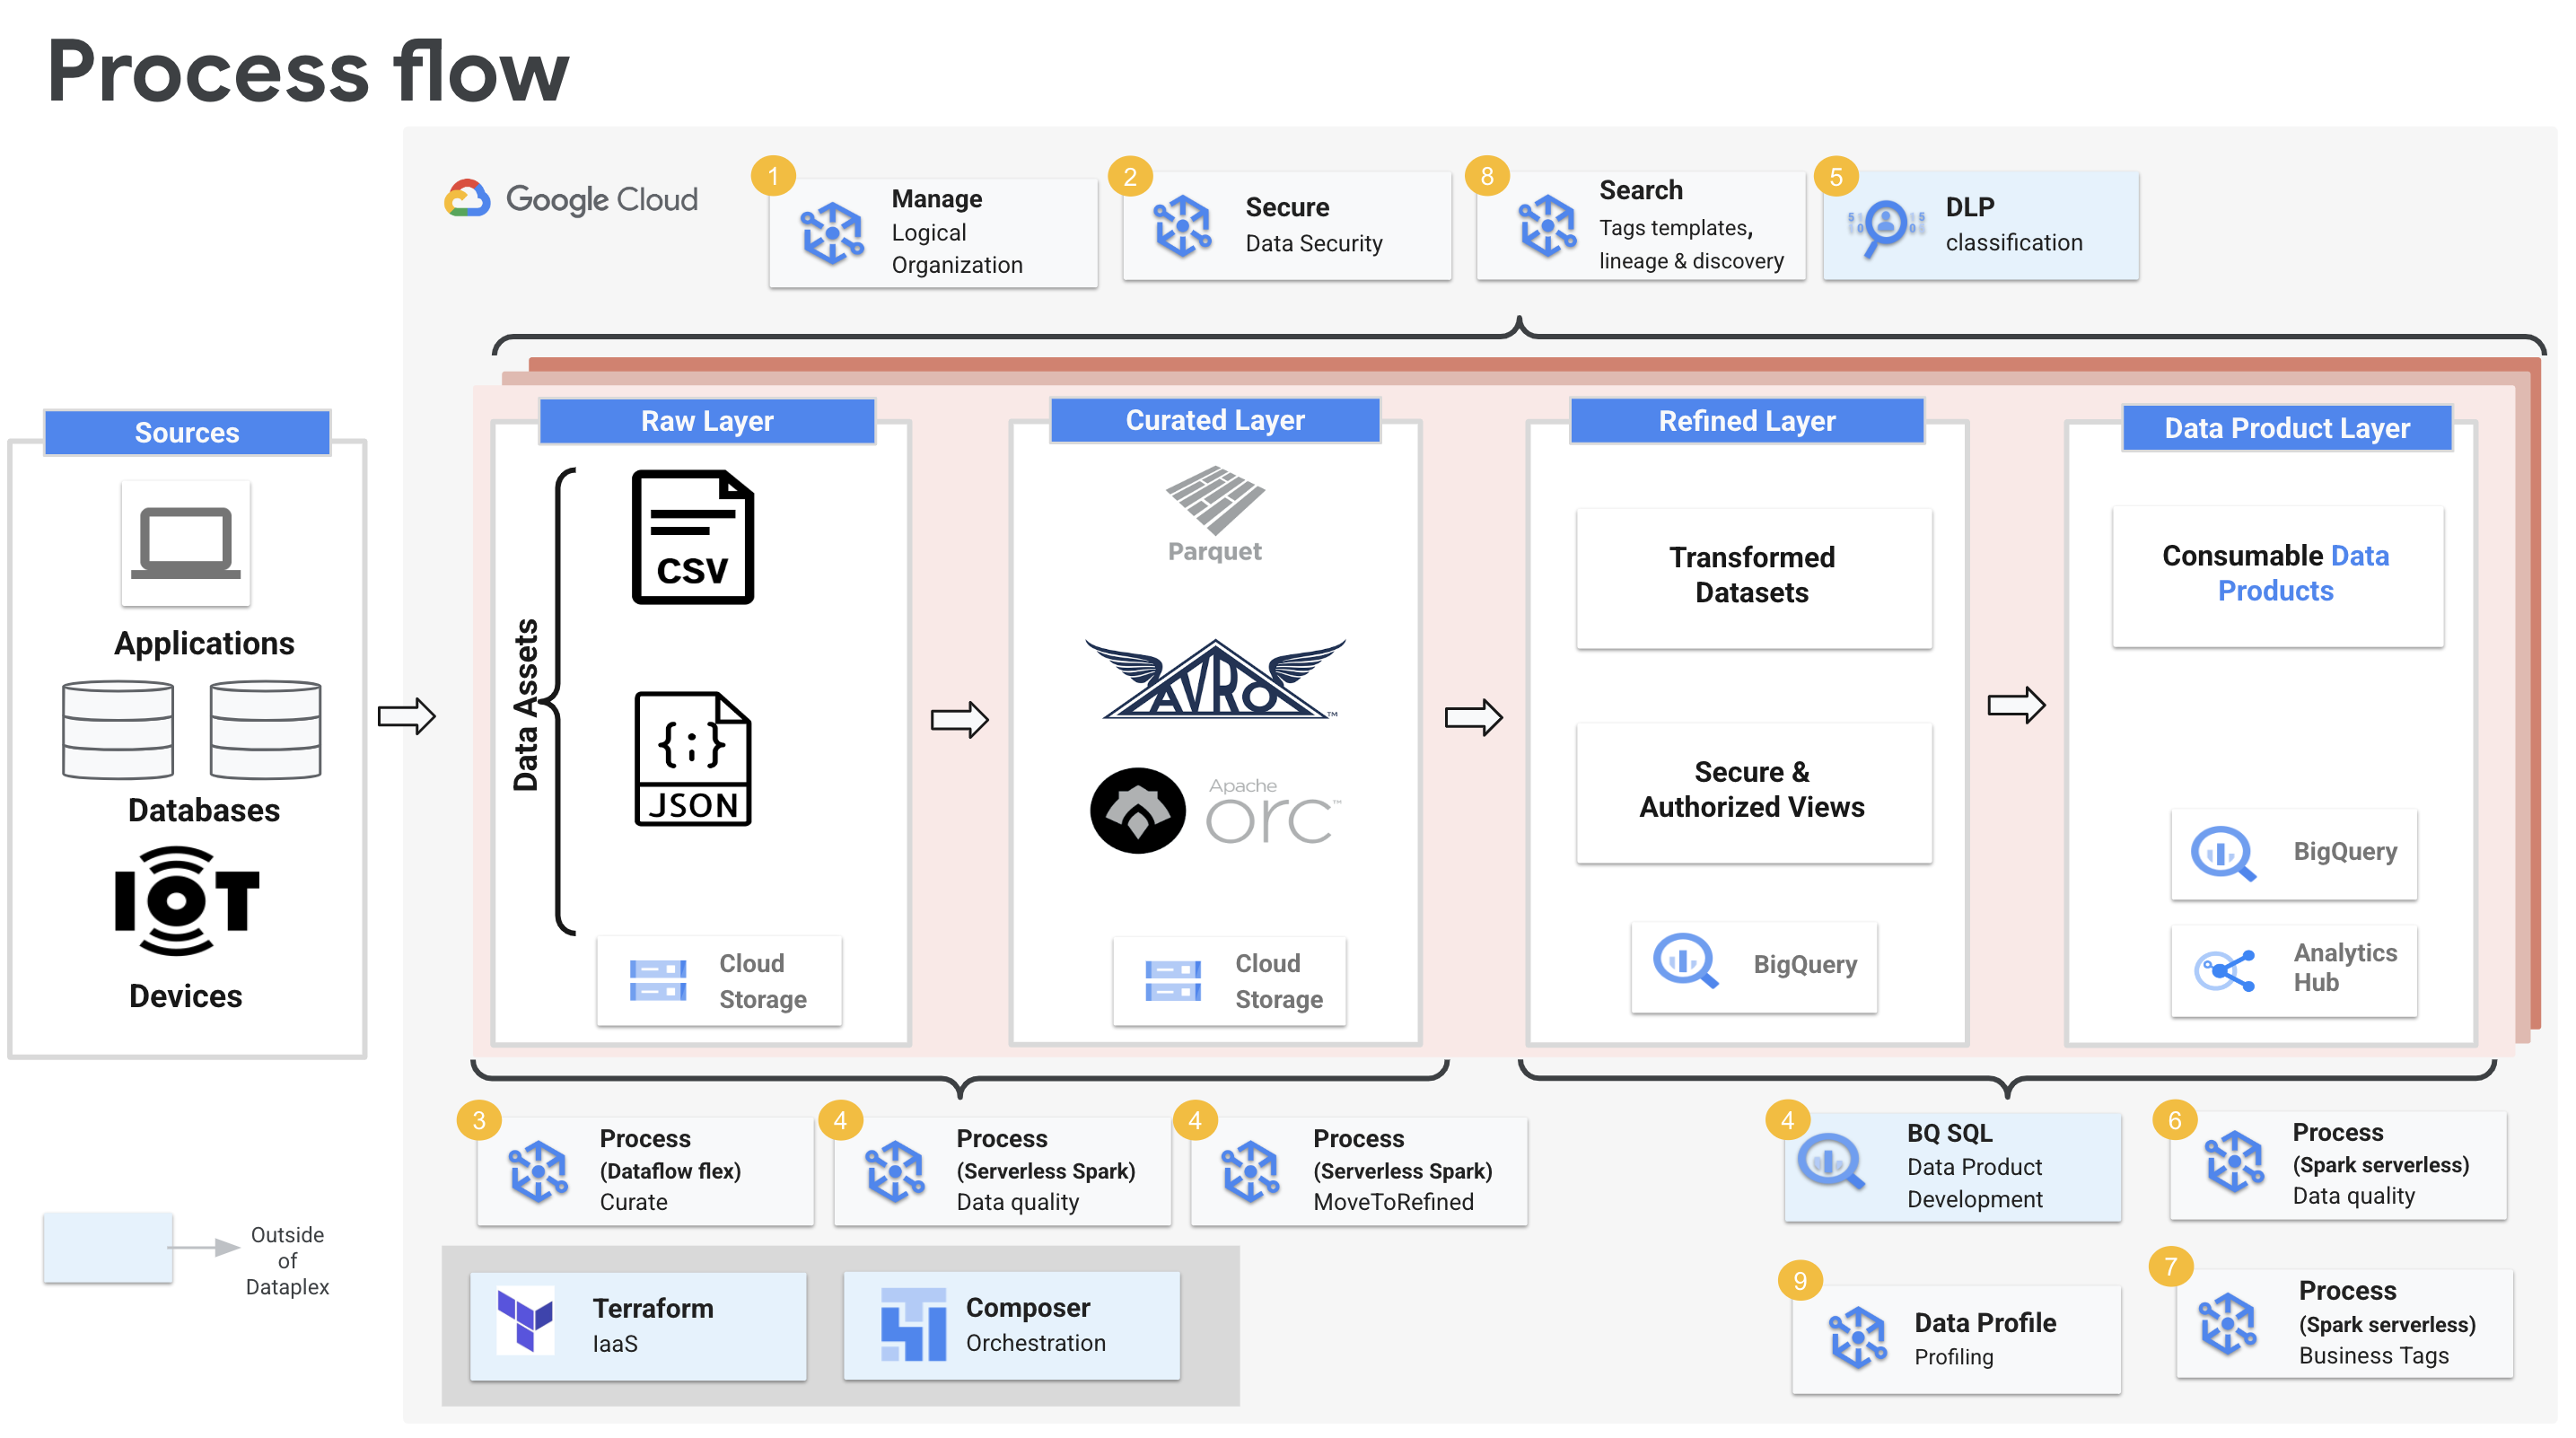 Process flow
Google Cloud
1
Manage
Logical
Organization
2
Secure
Data Security
8
Search
Tags templates,
lineage & discovery
5
DLP
classification
Sources
Applications
Databases
IoT
Devices
Raw Layer
Data Assets
CSV
{;}
JSON
Cloud
Storage
Curated Layer
Parquet
AVRO™
Apache
orc™
Cloud
Storage
Refined Layer
Transformed
Datasets
Secure &
Authorized Views
BigQuery
Data Product Layer
Consumable Data
Products
BigQuery
Analytics
Hub
3
Process
(Dataflow flex)
Curate
4
Process
(Serverless Spark)
Data quality
4
Process
(Serverless Spark)
MoveToRefined
4
BQ SQL
Data Product
Development
6
Process
(Spark serverless)
Data quality
9
Data Profile
Profiling
7
Process
(Spark serverless)
Business Tags
Terraform
IaaS
Composer
Orchestration
Outside
of
Dataplex